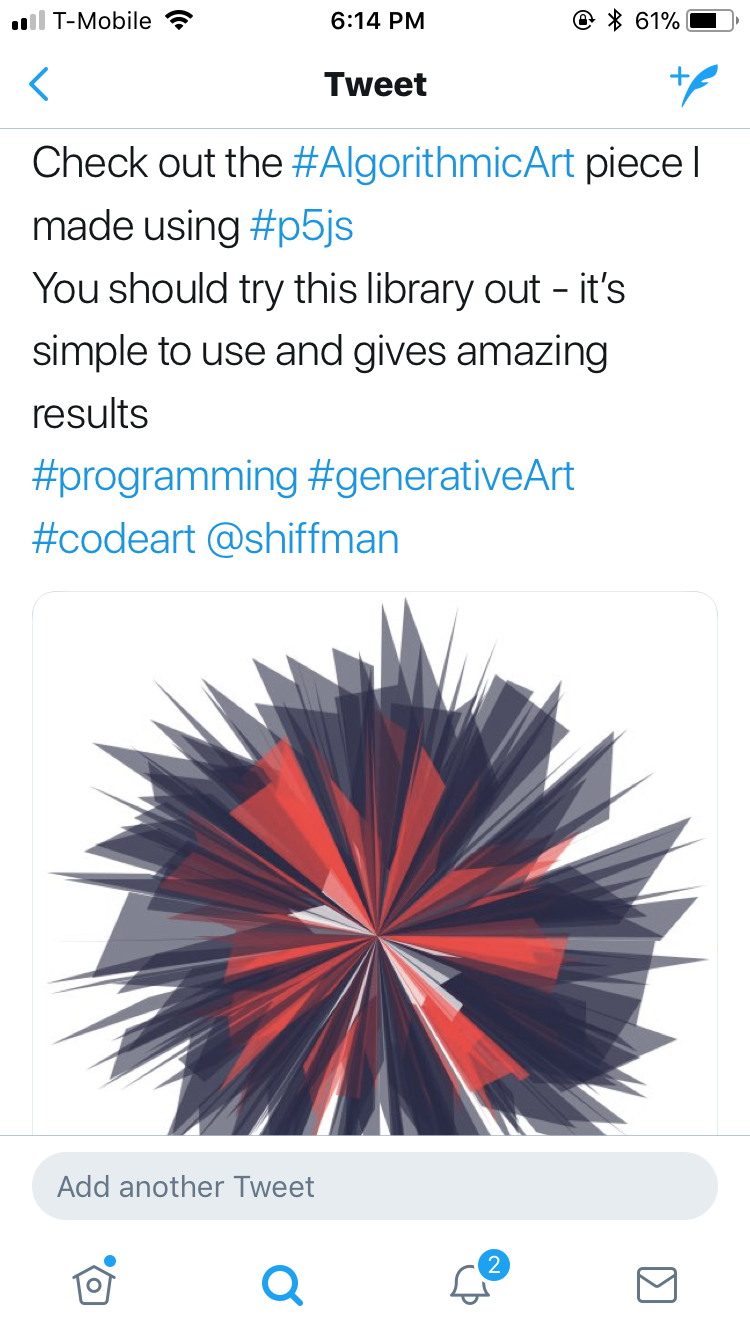 T-Mobile 6:14 PM 61%
Tweet
Check out the #AlgorithmicArt piece I
made using #p5js
You should try this library out - it’s
simple to use and gives amazing
results
#programming #generativeArt
#codeart @shiffman
Add another Tweet
2